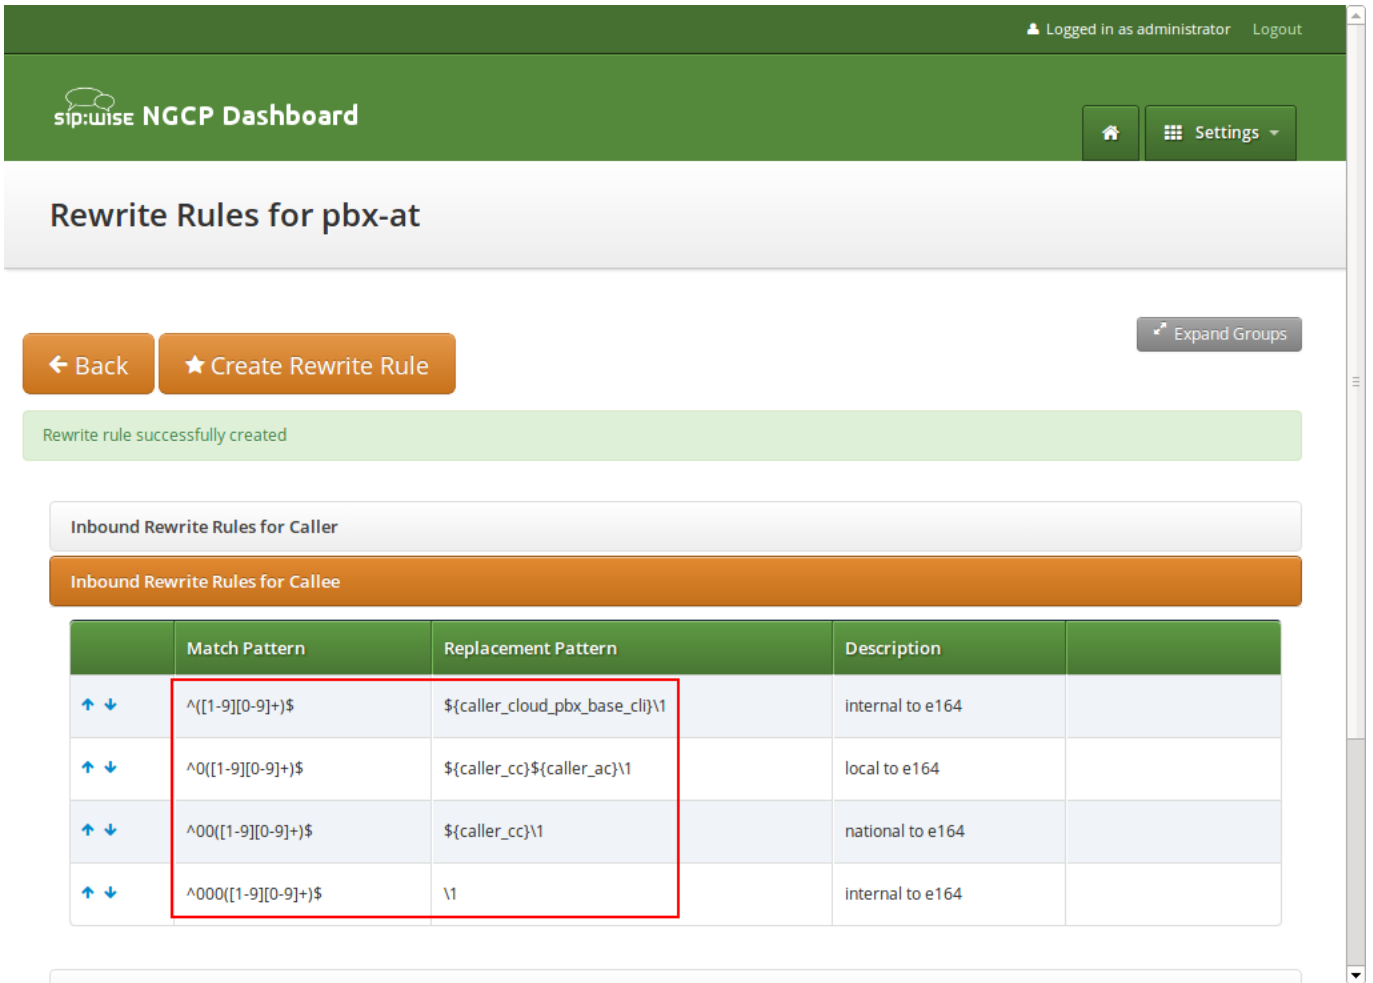 Logged in as administrator Logout
sip:wise NGCP Dashboard
Settings
Rewrite Rules for pbx-at
Expand Groups
Back Create Rewrite Rule
Rewrite rule successfully created
Inbound Rewrite Rules for Caller
Inbound Rewrite Rules for Callee
Match Pattern Replacement Pattern Description
^([1-9][0-9]+)$ ${caller_cloud_pbx_base_cli}\1 internal to e164
^0([1-9][0-9]+)$ ${caller_cc}${caller_ac}\1 local to e164
^00([1-9][0-9]+)$ ${caller_cc}\1 national to e164
^000([1-9][0-9]+)$ \1 internal to e164